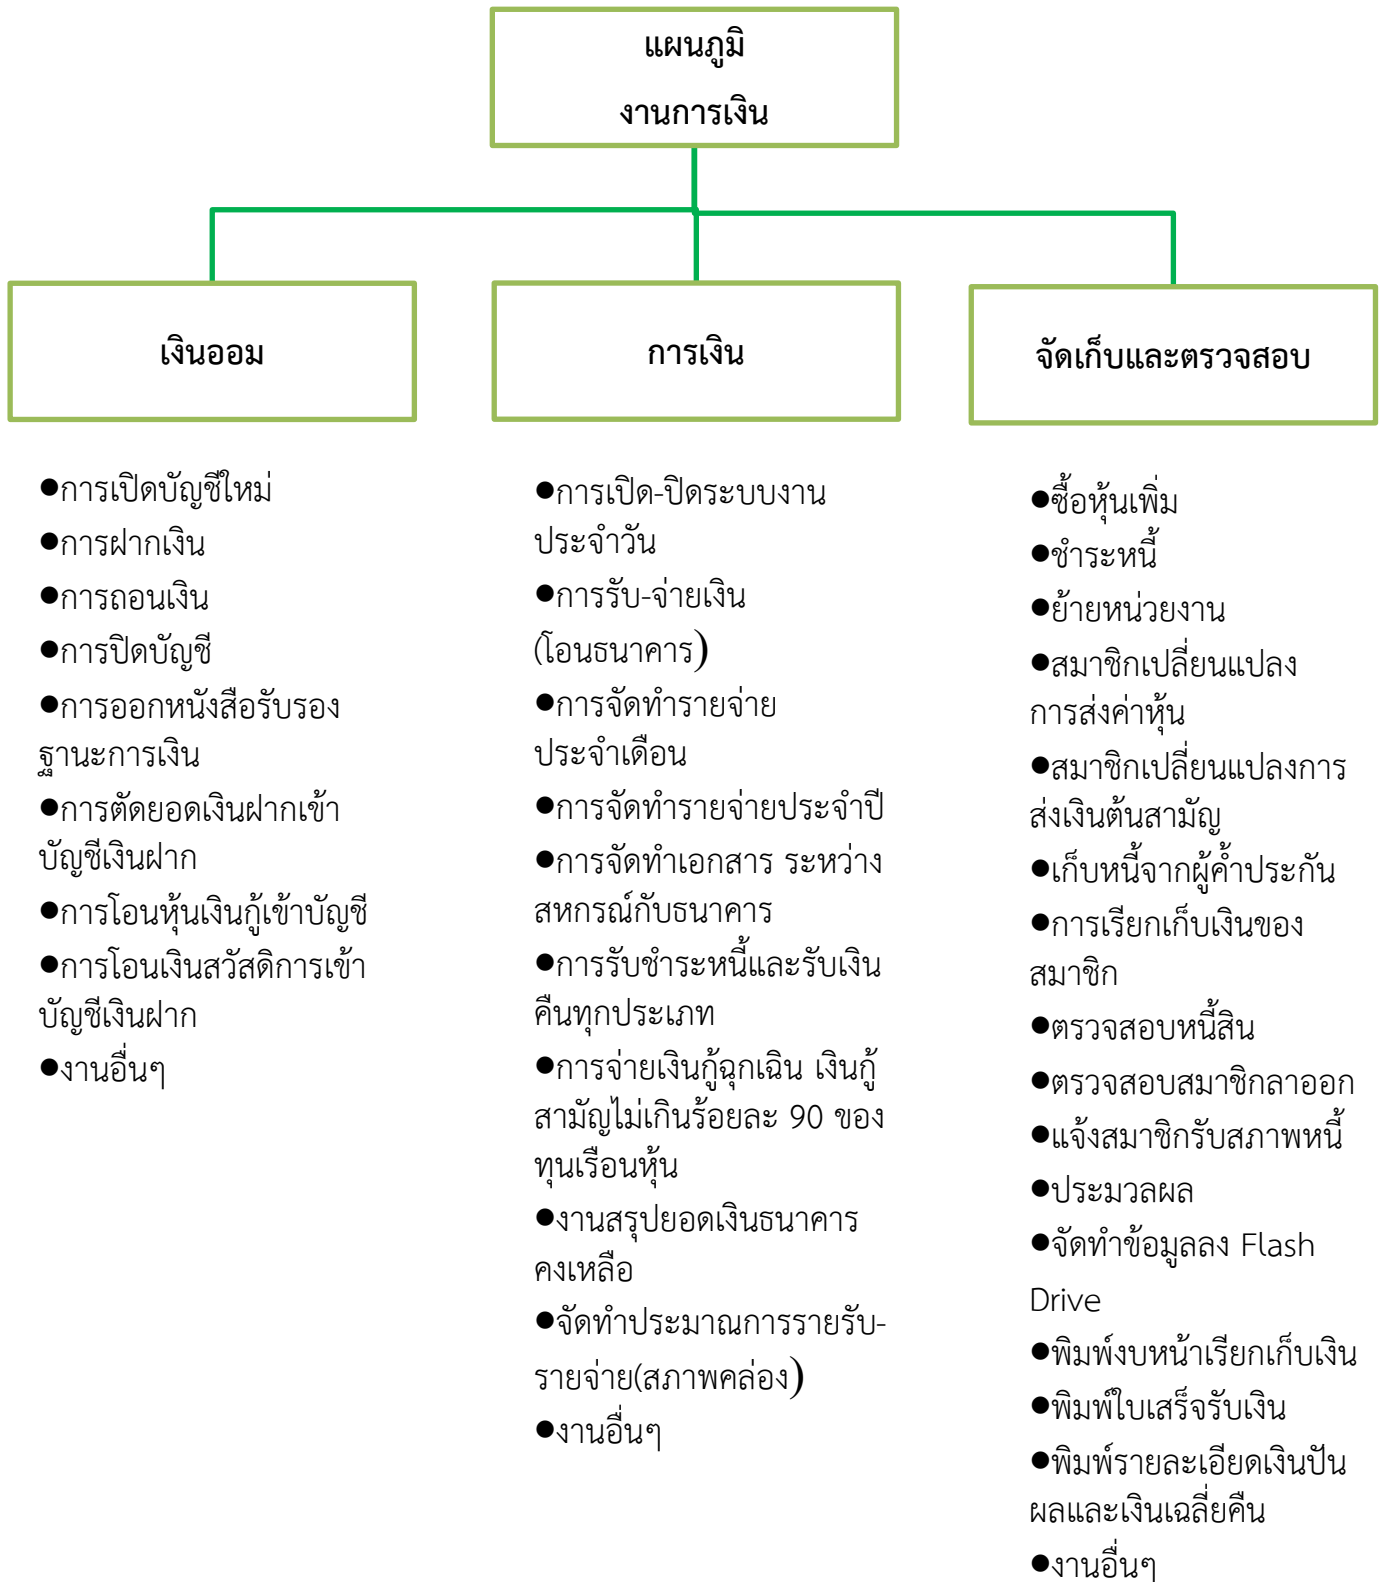 แผนภูมิ
งานการเงิน
เงินออม
●การเปิดบัญชีใหม่
●การฝากเงิน
●การถอนเงิน
●การปิดบัญชี
●การออกหนังสือรับรอง
ฐานะการเงิน
●การตัดยอดเงินฝากเข้า
บัญชีเงินฝาก
●การโอนหุ้นเงินกู้เข้าบัญชี
●การโอนเงินสวัสดิการเข้า
บัญชีเงินฝาก
●งานอื่นๆ
การเงิน
●การเปิด-ปิดระบบงาน
ประจำวัน
●การรับ-จ่ายเงิน
(โอนธนาคาร)
●การจัดทำรายจ่าย
ประจำเดือน
●การจัดทำรายจ่ายประจำปี
●การจัดทำเอกสาร ระหว่าง
สหกรณ์กับธนาคาร
●การรับชำระหนี้และรับเงิน
คืนทุกประเภท
●การจ่ายเงินกู้ฉุกเฉิน เงินกู้
สามัญไม่เกินร้อยละ 90 ของ
ทุนเรือนหุ้น
●งานสรุปยอดเงินธนาคาร
คงเหลือ
●จัดทำประมาณการรายรับ-
รายจ่าย(สภาพคล่อง)
●งานอื่นๆ
จัดเก็บและตรวจสอบ
●ซื้อหุ้นเพิ่ม
●ชำระหนี้
●ย้ายหน่วยงาน
●สมาชิกเปลี่ยนแปลง
การส่งค่าหุ้น
●สมาชิกเปลี่ยนแปลงการ
ส่งเงินต้นสามัญ
●เก็บหนี้จากผู้ค้ำประกัน
●การเรียกเก็บเงินของ
สมาชิก
●ตรวจสอบหนี้สิน
●ตรวจสอบสมาชิกลาออก
●แจ้งสมาชิกรับสภาพหนี้
●ประมวลผล
●จัดทำข้อมูลลง Flash
Drive
●พิมพ์งบหน้าเรียกเก็บเงิน
●พิมพ์ใบเสร็จรับเงิน
●พิมพ์รายละเอียดเงินปัน
ผลและเงินเฉลี่ยคืน
●งานอื่นๆ